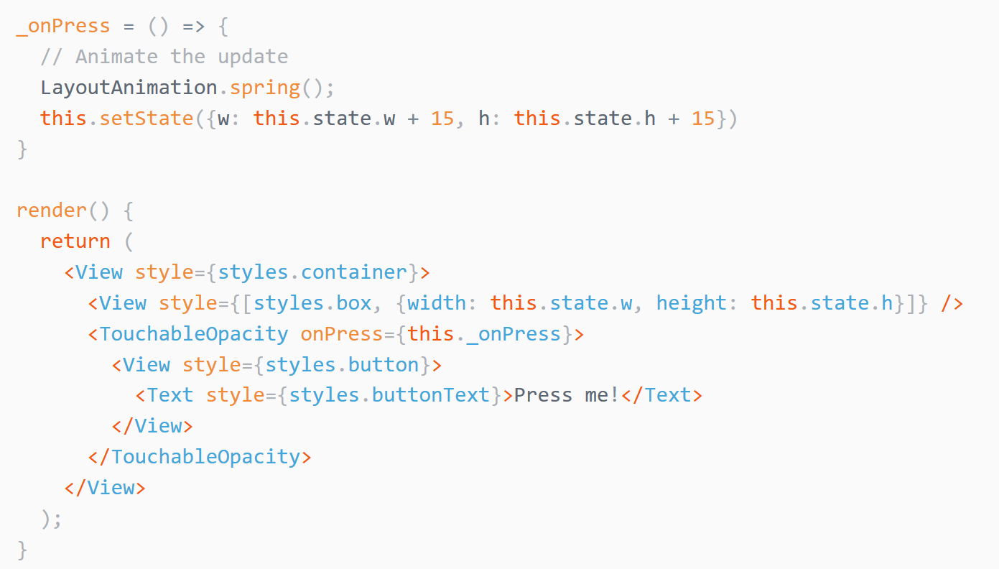 _onPress = () => {
  // Animate the update
  LayoutAnimation.spring();
  this.setState({w: this.state.w + 15, h: this.state.h + 15})
}

render() {
  return (
    <View style={styles.container}>
      <View style={[styles.box, {width: this.state.w, height: this.state.h}]} />
      <TouchableOpacity onPress={this._onPress}>
        <View style={styles.button}>
          <Text style={styles.buttonText}>Press me!</Text>
        </View>
      </TouchableOpacity>
    </View>
  );
}